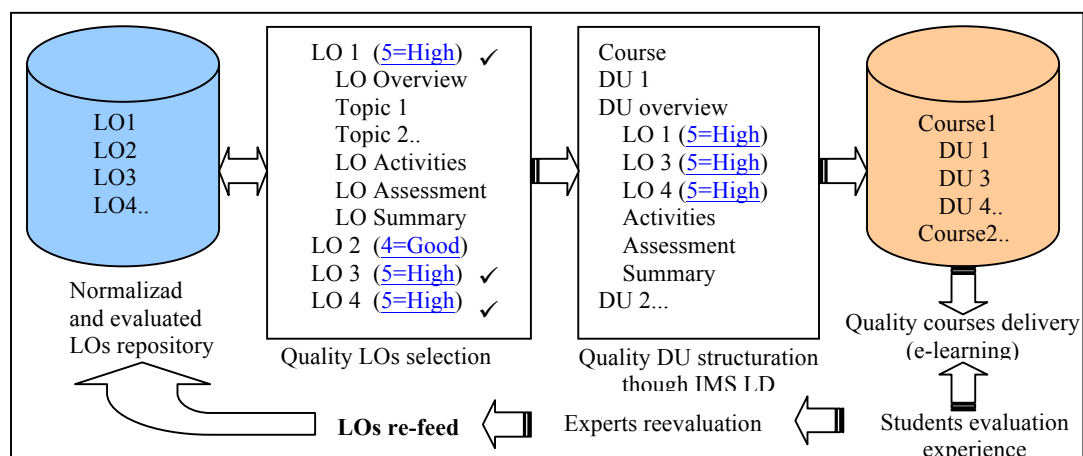 LO1
LO2
LO3
LO4..
Normalizad
and evaluated
LOs repository
LO 1 (5=High) ✓
LO Overview
Topic 1
Topic 2..
LO Activities
LO Assessment
LO Summary
LO 2 (4=Good)
LO 3 (5=High) ✓
LO 4 (5=High) ✓
Quality LOs selection
Course
DU 1
DU overview
LO 1 (5=High)
LO 3 (5=High)
LO 4 (5=High)
Activities
Assessment
Summary
DU 2...
Quality DU structuration
though IMS LD
Course1
DU 1
DU 3
DU 4..
Course2..
Quality courses delivery
(e-learning)
Students evaluation
experience
Experts reevaluation
LOs re-feed